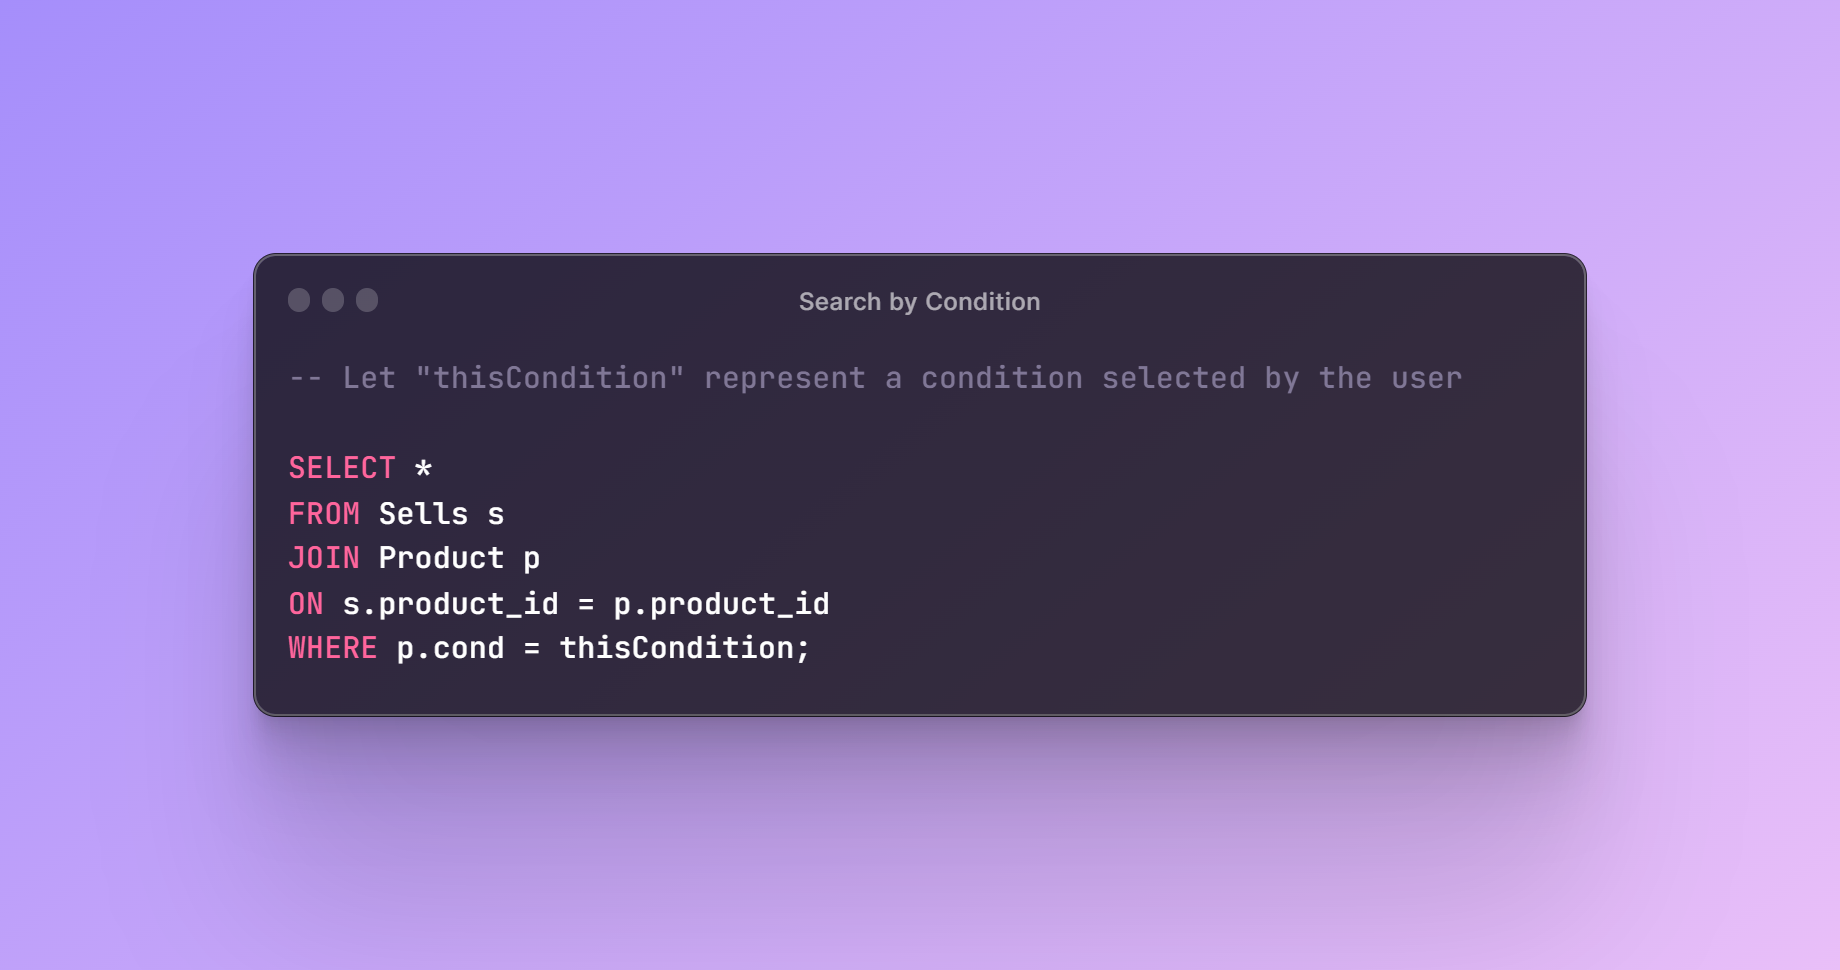 Search by Condition
-- Let "thisCondition" represent a condition selected by the user
SELECT *
FROM Sells s
JOIN Product p
ON s.product_id = p.product_id
WHERE p.cond = thisCondition;